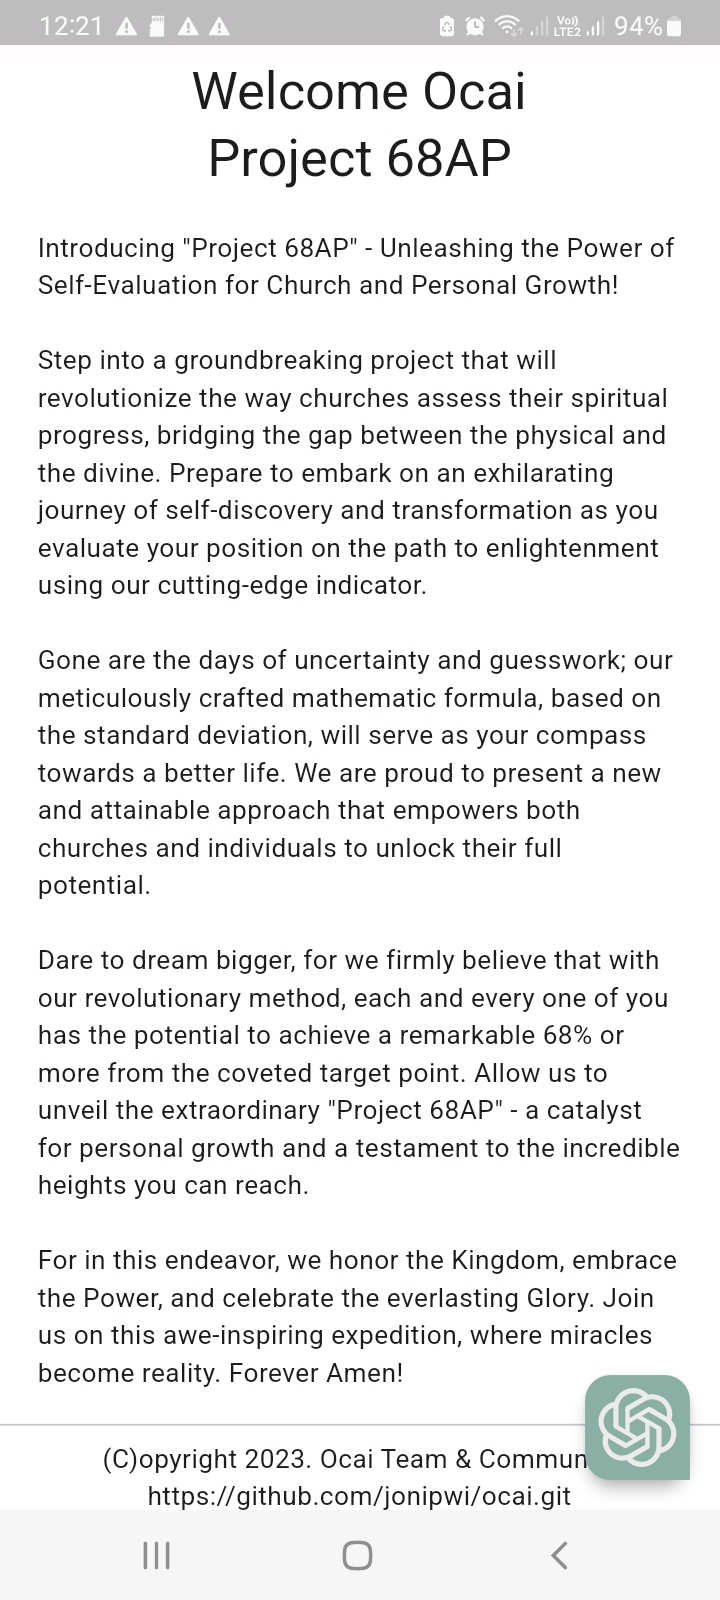 12:21
Vo))
LTE2
94%
Welcome Ocai
Project 68AP
Introducing "Project 68AP" - Unleashing the Power of
Self-Evaluation for Church and Personal Growth!
Step into a groundbreaking project that will
revolutionize the way churches assess their spiritual
progress, bridging the gap between the physical and
the divine. Prepare to embark on an exhilarating
journey of self-discovery and transformation as you
evaluate your position on the path to enlightenment
using our cutting-edge indicator.
Gone are the days of uncertainty and guesswork; our
meticulously crafted mathematic formula, based on
the standard deviation, will serve as your compass
towards a better life. We are proud to present a new
and attainable approach that empowers both
churches and individuals to unlock their full
potential.
Dare to dream bigger, for we firmly believe that with
our revolutionary method, each and every one of you
has the potential to achieve a remarkable 68% or
more from the coveted target point. Allow us to
unveil the extraordinary "Project 68AP" - a catalyst
for personal growth and a testament to the incredible
heights you can reach.
For in this endeavor, we honor the Kingdom, embrace
the Power, and celebrate the everlasting Glory. Join
us on this awe-inspiring expedition, where miracles
become reality. Forever Amen!
(C)opyright 2023. Ocai Team & Commun
https://github.com/jonipwi/ocai.git